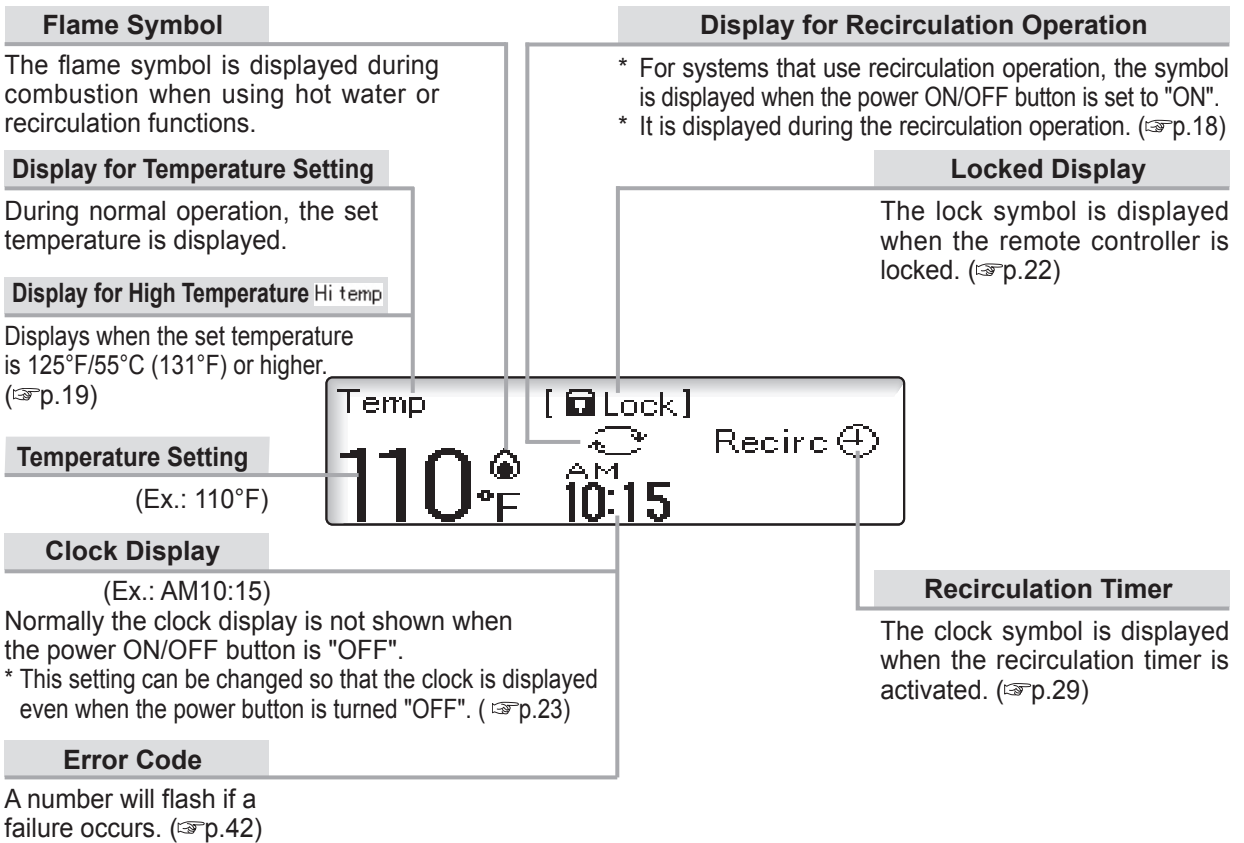 Flame Symbol
The flame symbol is displayed during
combustion when using hot water or
recirculation functions.
Display for Temperature Setting
During normal operation, the set
temperature is displayed.
Display for High Temperature Hi temp
Displays when the set temperature
is 125°F/55°C (131°F) or higher.
(☞p.19)
Temperature Setting
(Ex.: 110°F)
Clock Display
(Ex.: AM10:15)
Normally the clock display is not shown when
the power ON/OFF button is "OFF".
* This setting can be changed so that the clock is displayed
even when the power button is turned "OFF". ( ☞p.23)
Error Code
A number will flash if a
failure occurs. (☞p.42)
Display for Recirculation Operation
* For systems that use recirculation operation, the symbol
is displayed when the power ON/OFF button is set to "ON".
* It is displayed during the recirculation operation. (☞p.18)
Locked Display
The lock symbol is displayed
when the remote controller is
locked. (☞p.22)
Temp [ Lock]
Recirc
110°F
AM
10:15
Recirculation Timer
The clock symbol is displayed
when the recirculation timer is
activated. (☞p.29)